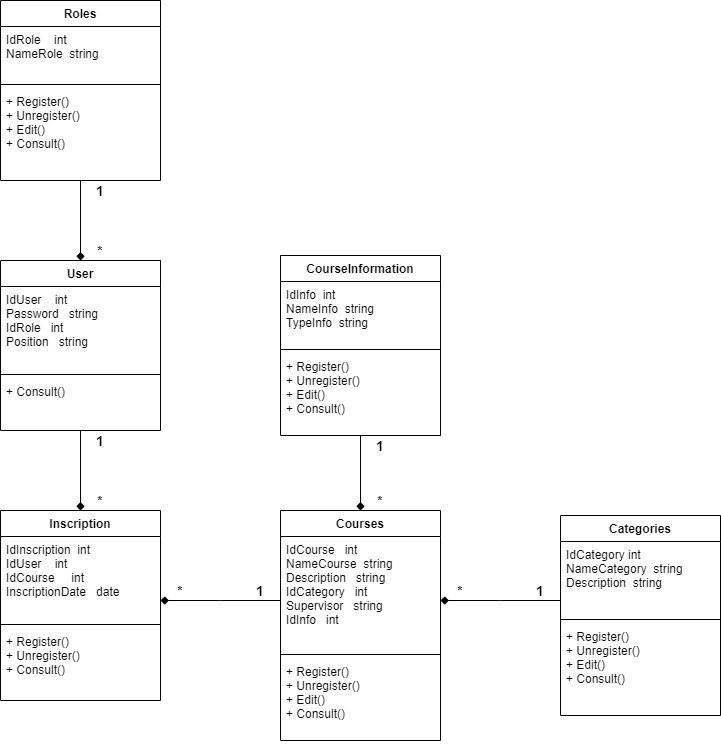 Roles
IdRole int
NameRole string
+ Register()
+ Unregister()
+ Edit()
+ Consult()
1
*
User
IdUser int
Password string
IdRole int
Position string
+ Consult()
1
*
CourseInformation
IdInfo int
NameInfo string
TypeInfo string
+ Register()
+ Unregister()
+ Edit()
+ Consult()
1
*
Inscription
IdInscription int
IdUser int
IdCourse int
InscriptionDate date
+ Register()
+ Unregister()
+ Consult()
*
1
Courses
IdCourse int
NameCourse string
Description string
IdCategory int
Supervisor string
IdInfo int
+ Register()
+ Unregister()
+ Edit()
+ Consult()
*
1
Categories
IdCategory int
NameCategory string
Description string
+ Register()
+ Unregister()
+ Edit()
+ Consult()